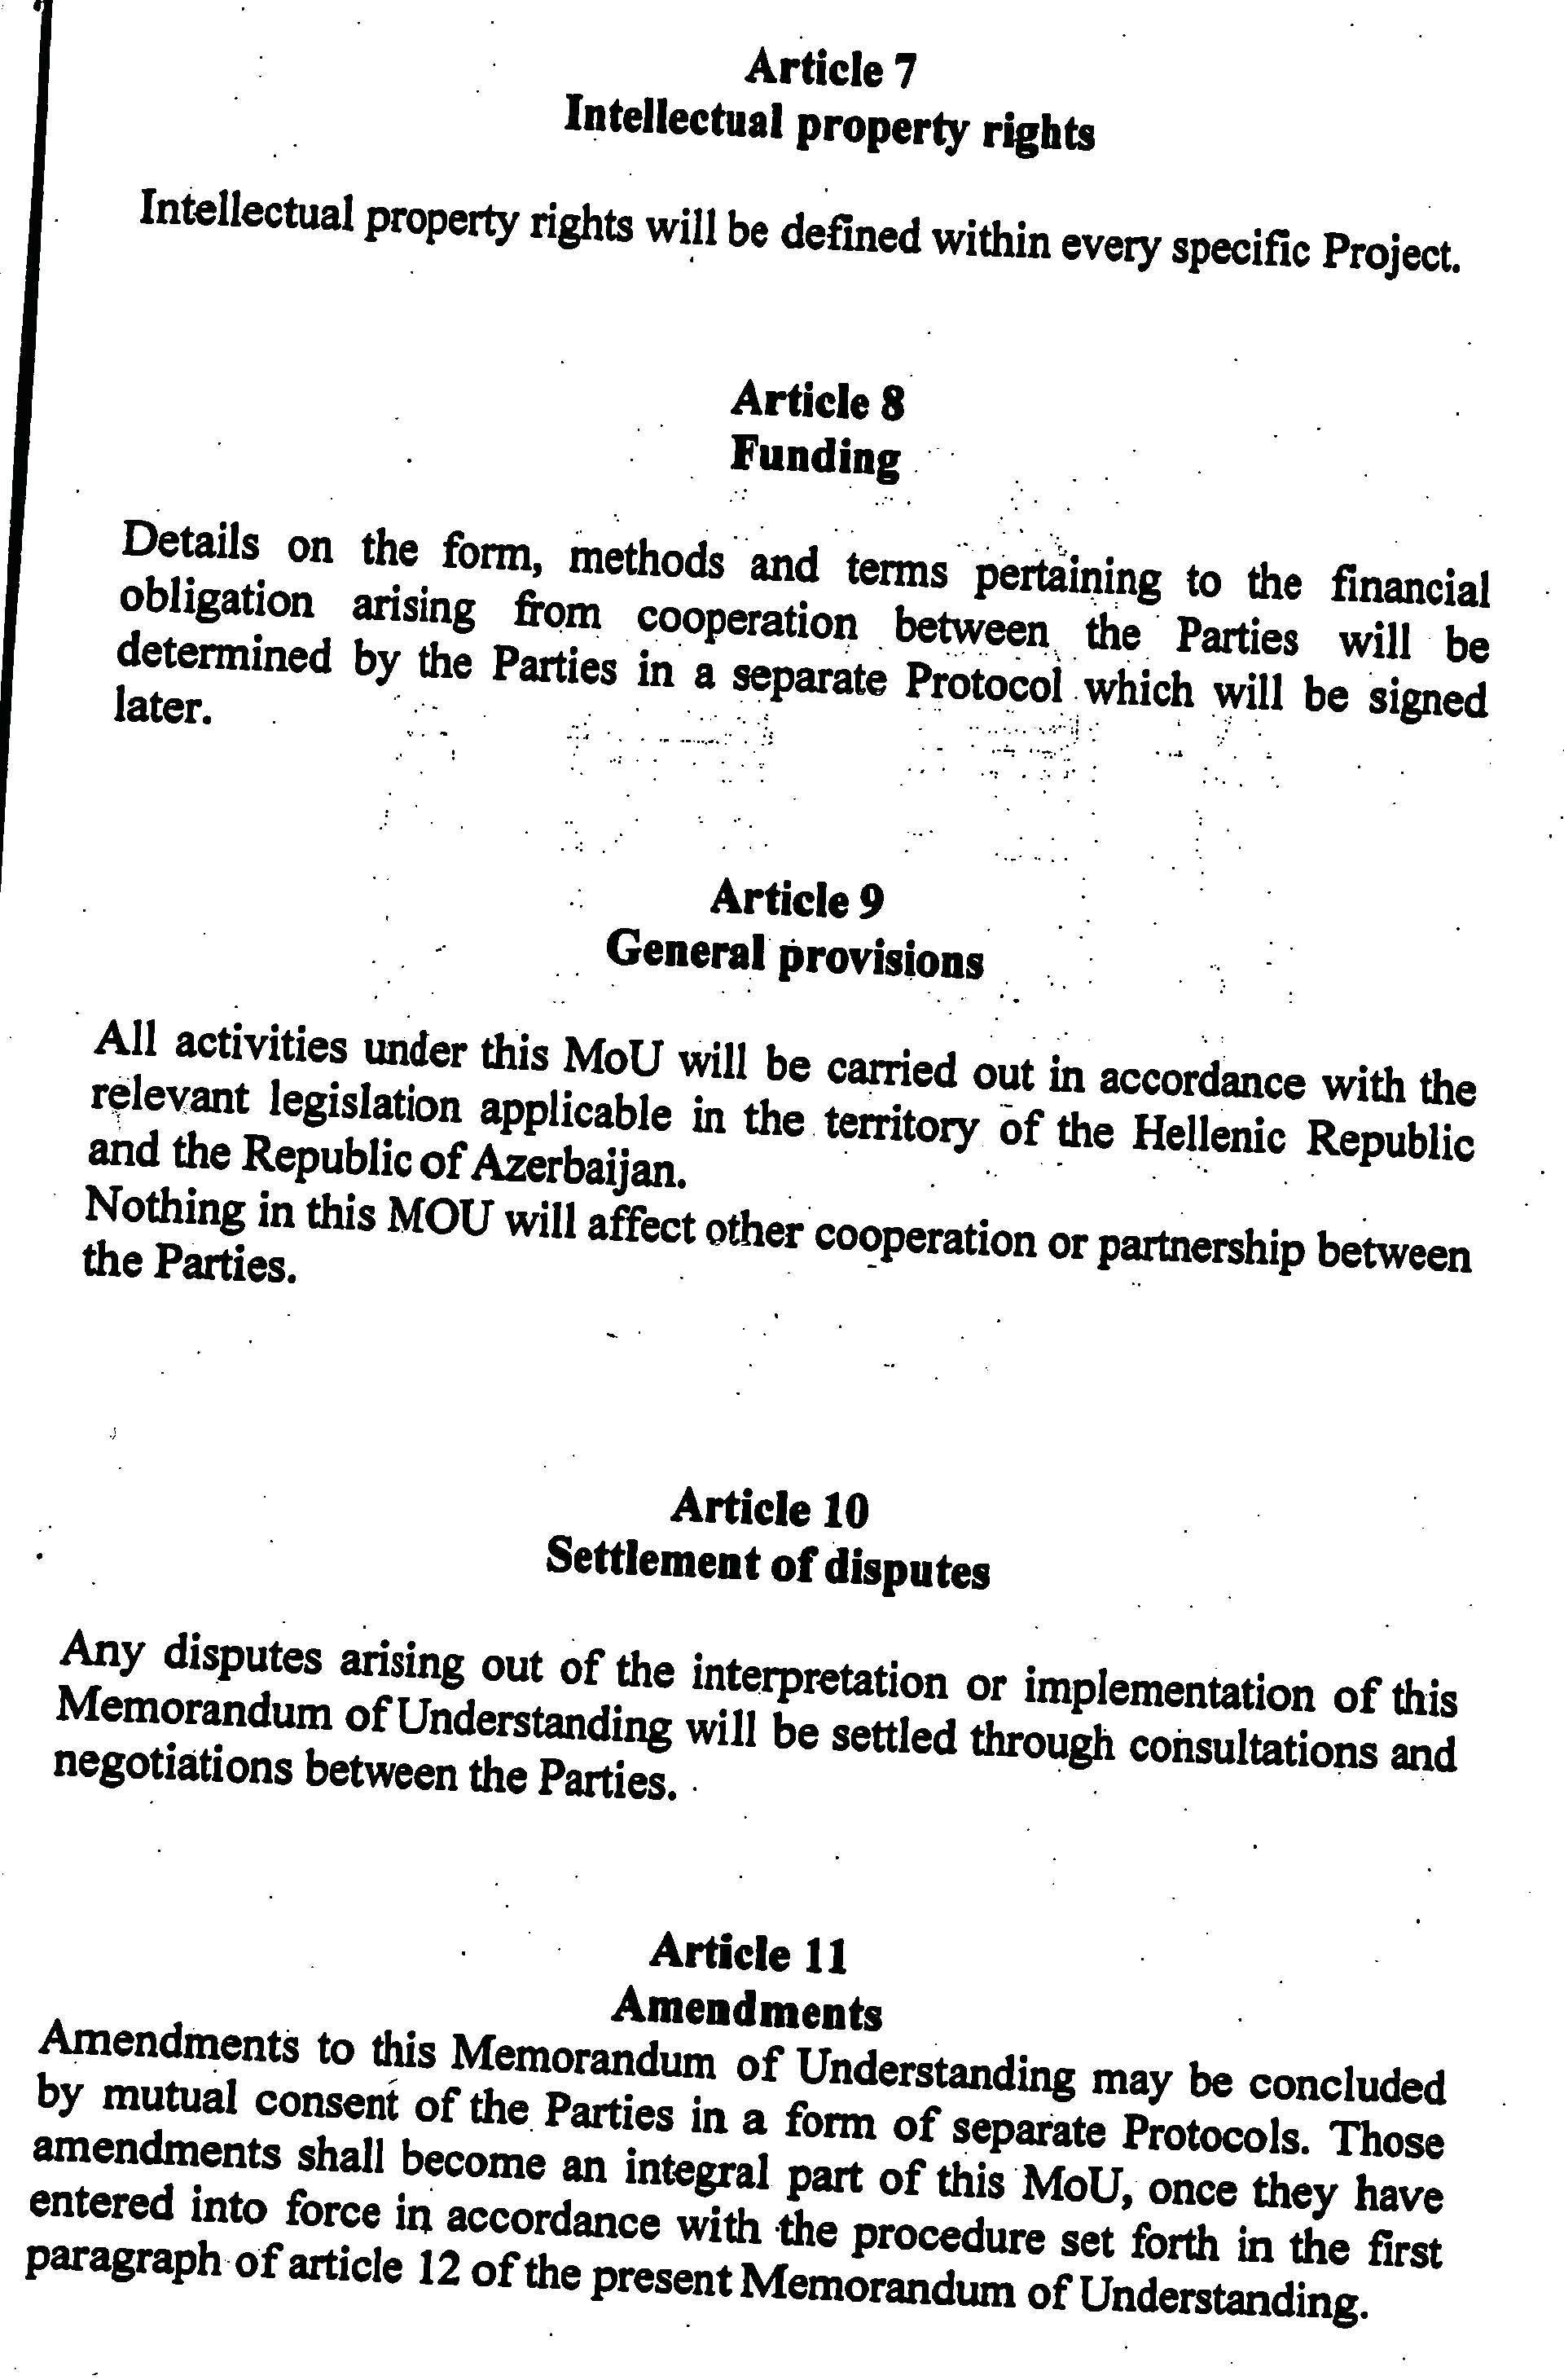 Article 7
Intellectual property rights
Intellectual property rights will be defined within every specific Project.
Article 8
Funding
Details on the form, methods and terms pertaining to the financial
obligation arising from cooperation between the Parties will be
determined by the Parties in a separate Protocol which will be signed
later.
Article 9
General provisions
All activities under this MoU will be carried out in accordance with the
relevant legislation applicable in the territory of the Hellenic Republic
and the Republic of Azerbaijan.
Nothing in this MOU will affect other cooperation or partnership between
the Parties.
Article 10
Settlement of disputes
Any disputes arising out of the interpretation or implementation of this
Memorandum of Understanding will be settled through consultations and
negotiations between the Parties.
Article 11
Amendments
Amendments to this Memorandum of Understanding may be concluded
by mutual consent of the Parties in a form of separate Protocols. Those
amendments shall become an integral part of this MoU, once they have
entered into force in accordance with the procedure set forth in the first
paragraph of article 12 of the present Memorandum of Understanding.